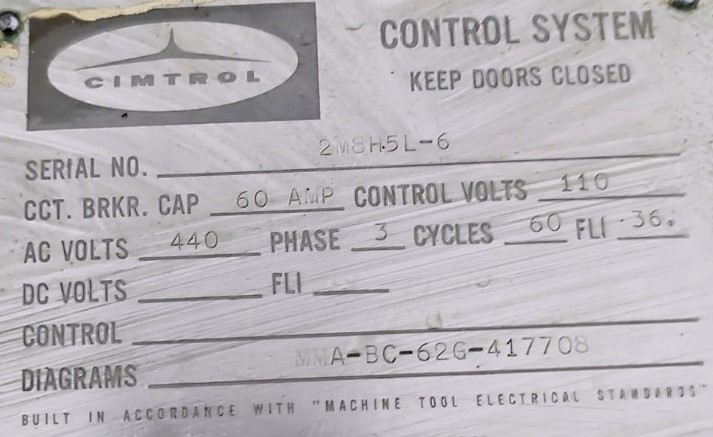 CIMTROL
CONTROL SYSTEM
KEEP DOORS CLOSED
SERIAL NO. 2M8H5L-6
CCT. BRKR. CAP 60 AMP CONTROL VOLTS 110
AC VOLTS 440 PHASE 3 CYCLES 60 FLI 36.
DC VOLTS FLI
CONTROL
DIAGRAMS MMA-BC-62G-417708
BUILT IN ACCORDANCE WITH "MACHINE TOOL ELECTRICAL STANDARDS"